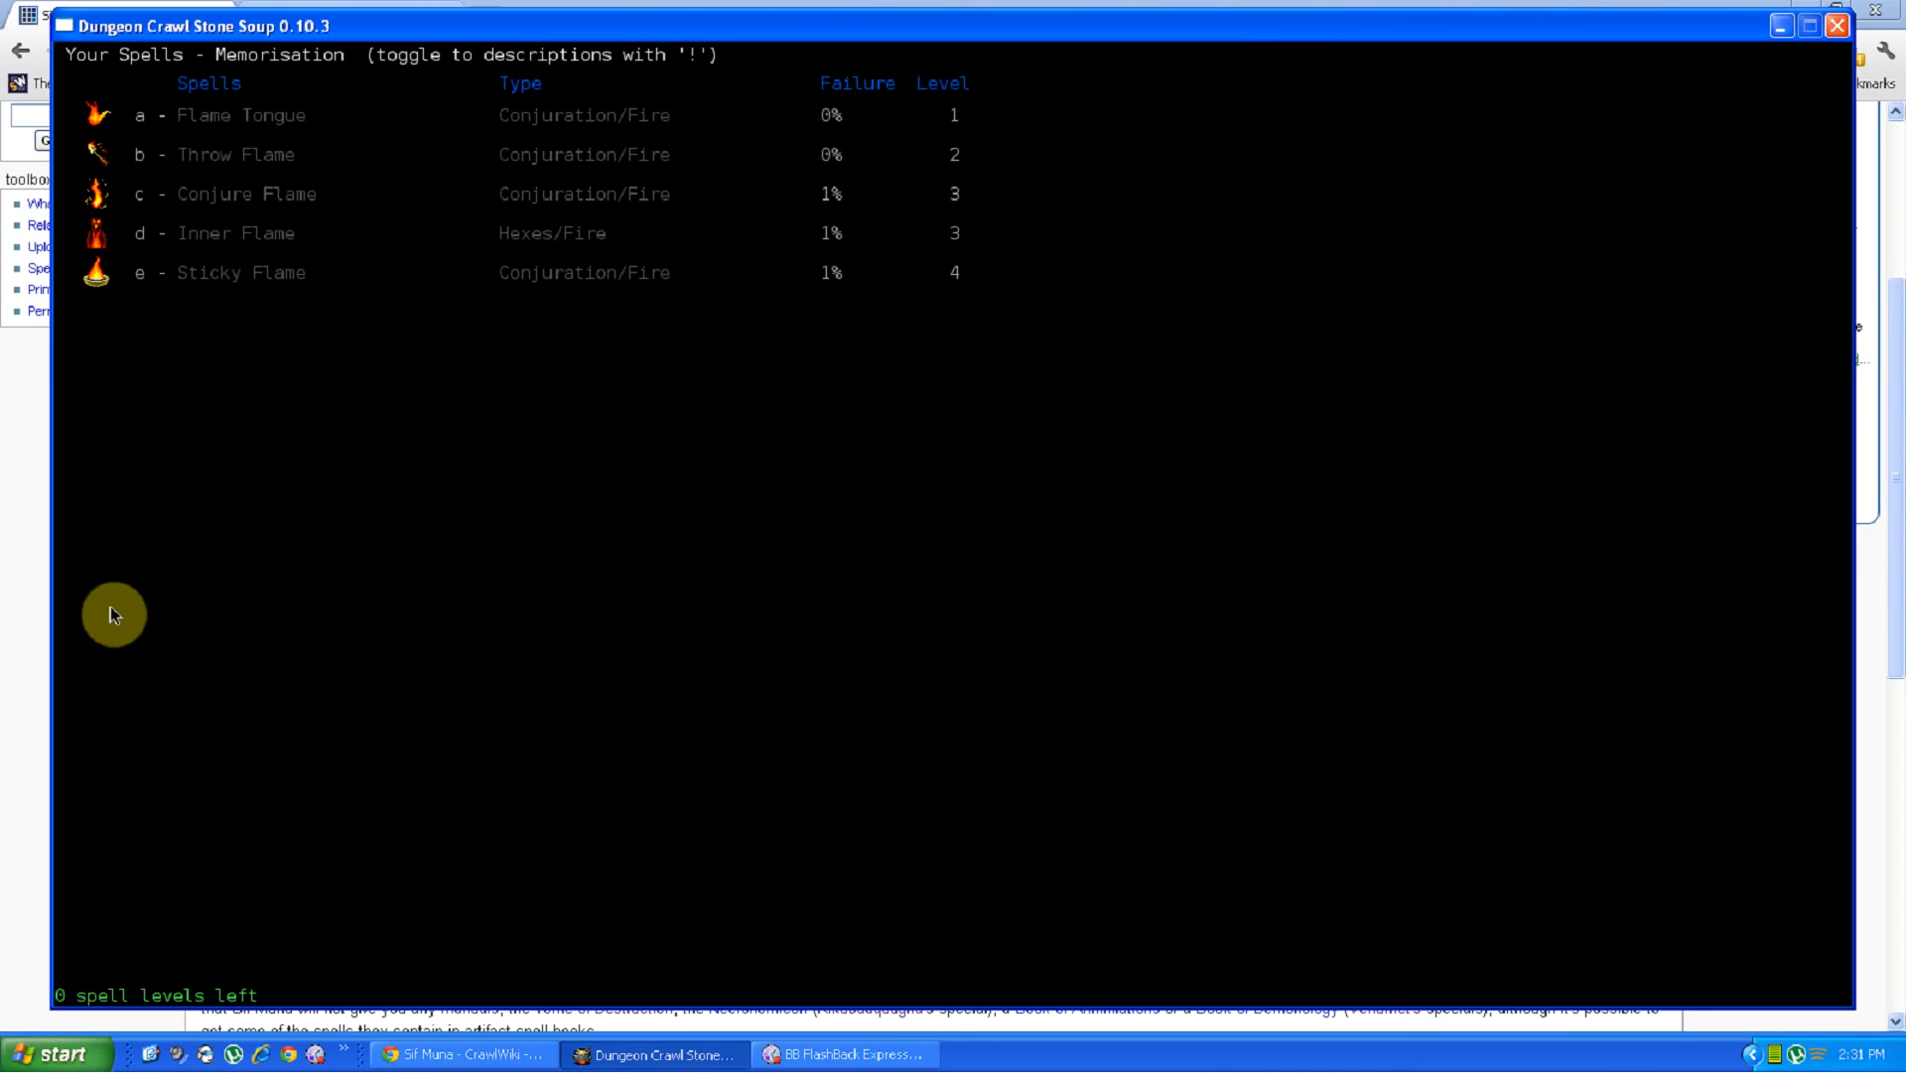 Dungeon Crawl Stone Soup 0.10.3
Your Spells - Memorisation (toggle to descriptions with '!')
Spells Type Failure Level
a - Flame Tongue Conjuration/Fire 0% 1
b - Throw Flame Conjuration/Fire 0% 2
c - Conjure Flame Conjuration/Fire 1% 3
d - Inner Flame Hexes/Fire 1% 3
e - Sticky Flame Conjuration/Fire 1% 4
toolbox
0 spell levels left
start
Sif Muna - CrawlWiki -...
Dungeon Crawl Stone...
BB FlashBack Express...
2:31 PM